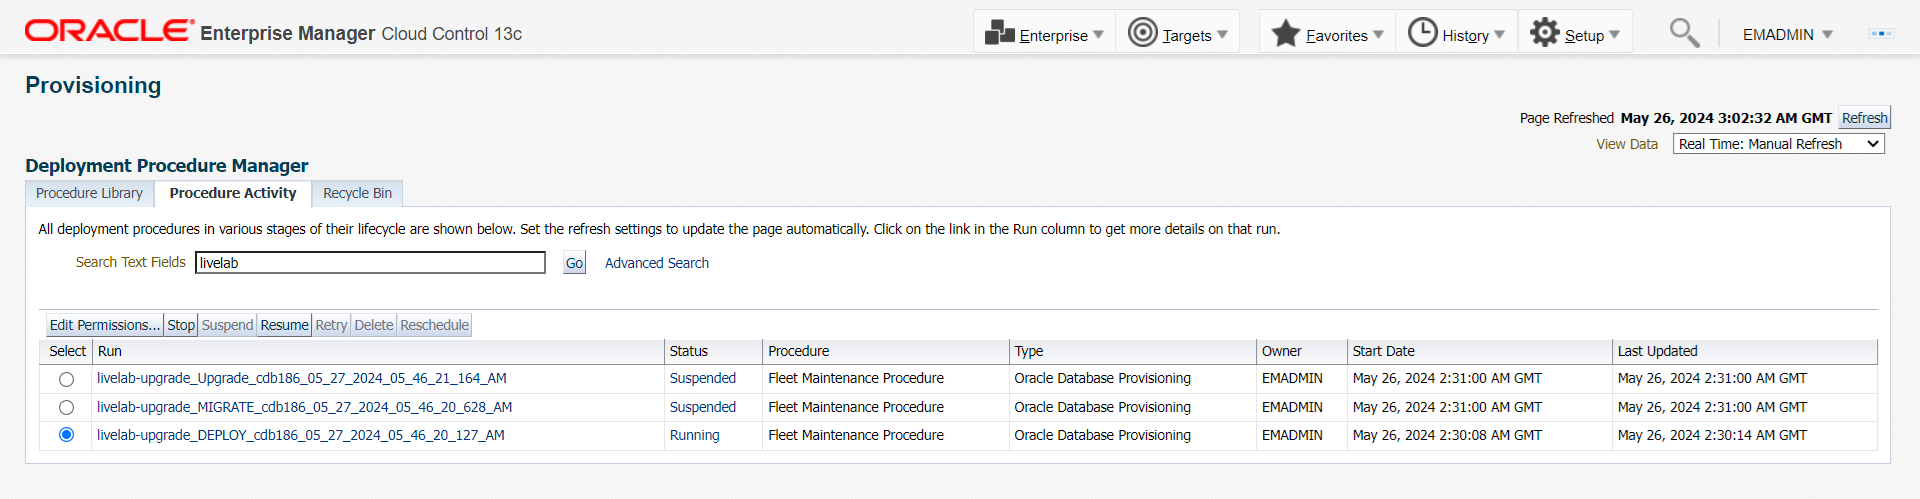 ORACLE Enterprise Manager Cloud Control 13c Enterprise Targets Favorites History Setup EMADMIN
Provisioning
Page Refreshed May 26, 2024 3:02:32 AM GMT Refresh
View Data Real Time: Manual Refresh
Deployment Procedure Manager
Procedure Library Procedure Activity Recycle Bin
All deployment procedures in various stages of their lifecycle are shown below. Set the refresh settings to update the page automatically. Click on the link in the Run column to get more details on that run.
Search Text Fields livelab Go Advanced Search
Edit Permissions... Stop Suspend Resume Retry Delete Reschedule
Select Run Status Procedure Type Owner Start Date Last Updated
livelab-upgrade_Upgrade_cdb186_05_27_2024_05_46_21_164_AM Suspended Fleet Maintenance Procedure Oracle Database Provisioning EMADMIN May 26, 2024 2:31:00 AM GMT May 26, 2024 2:31:00 AM GMT
livelab-upgrade_MIGRATE_cdb186_05_27_2024_05_46_20_628_AM Suspended Fleet Maintenance Procedure Oracle Database Provisioning EMADMIN May 26, 2024 2:31:00 AM GMT May 26, 2024 2:31:00 AM GMT
livelab-upgrade_DEPLOY_cdb186_05_27_2024_05_46_20_127_AM Running Fleet Maintenance Procedure Oracle Database Provisioning EMADMIN May 26, 2024 2:30:08 AM GMT May 26, 2024 2:30:14 AM GMT